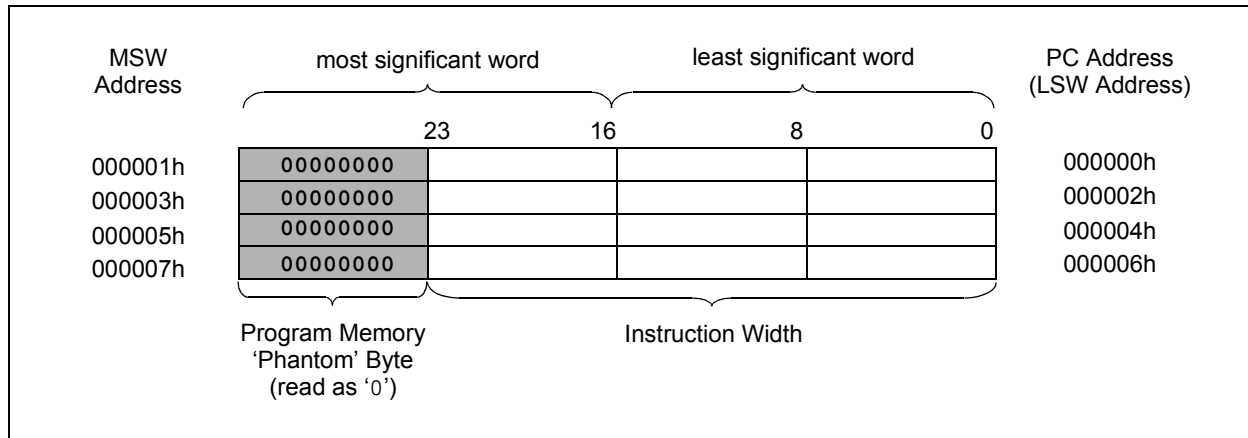 MSW
Address
most significant word
least significant word
PC Address
(LSW Address)
23 16 8 0
000001h 00000000 000000h
000003h 00000000 000002h
000005h 00000000 000004h
000007h 00000000 000006h
Program Memory
‘Phantom’ Byte
(read as ‘0’)
Instruction Width